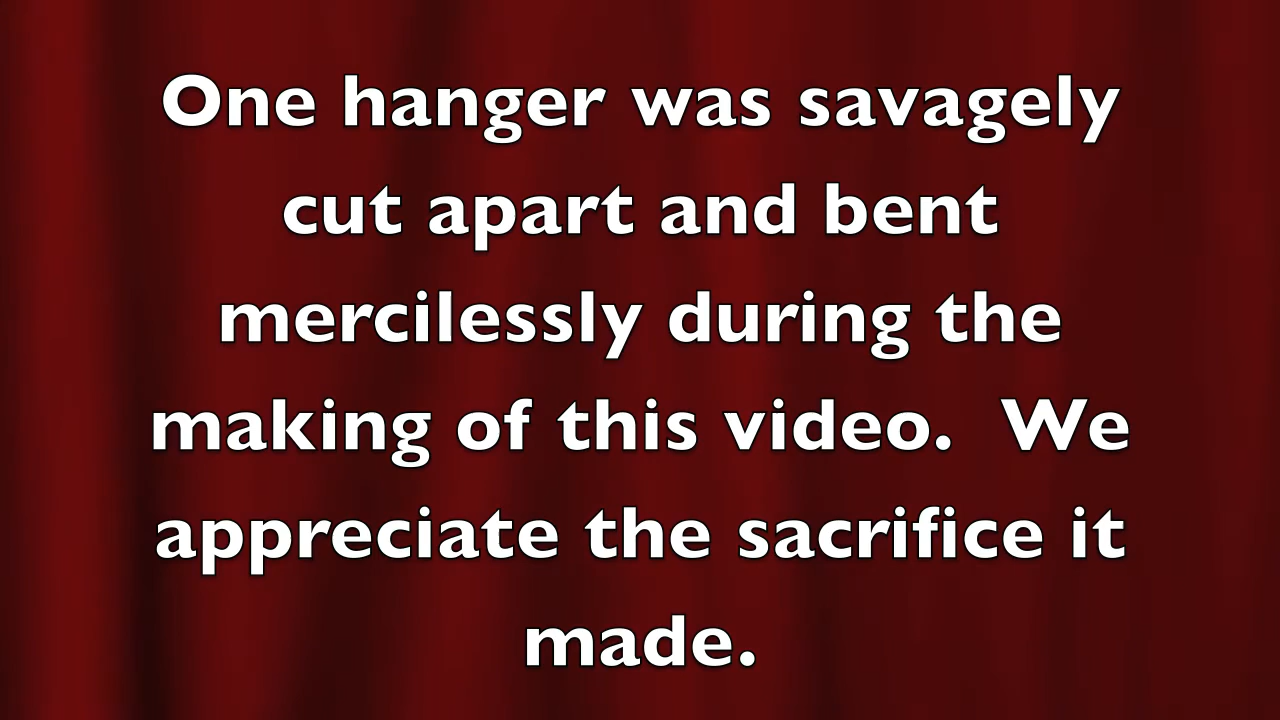 One hanger was savagely
cut apart and bent
mercilessly during the
making of this video.  We
appreciate the sacrifice it
made.